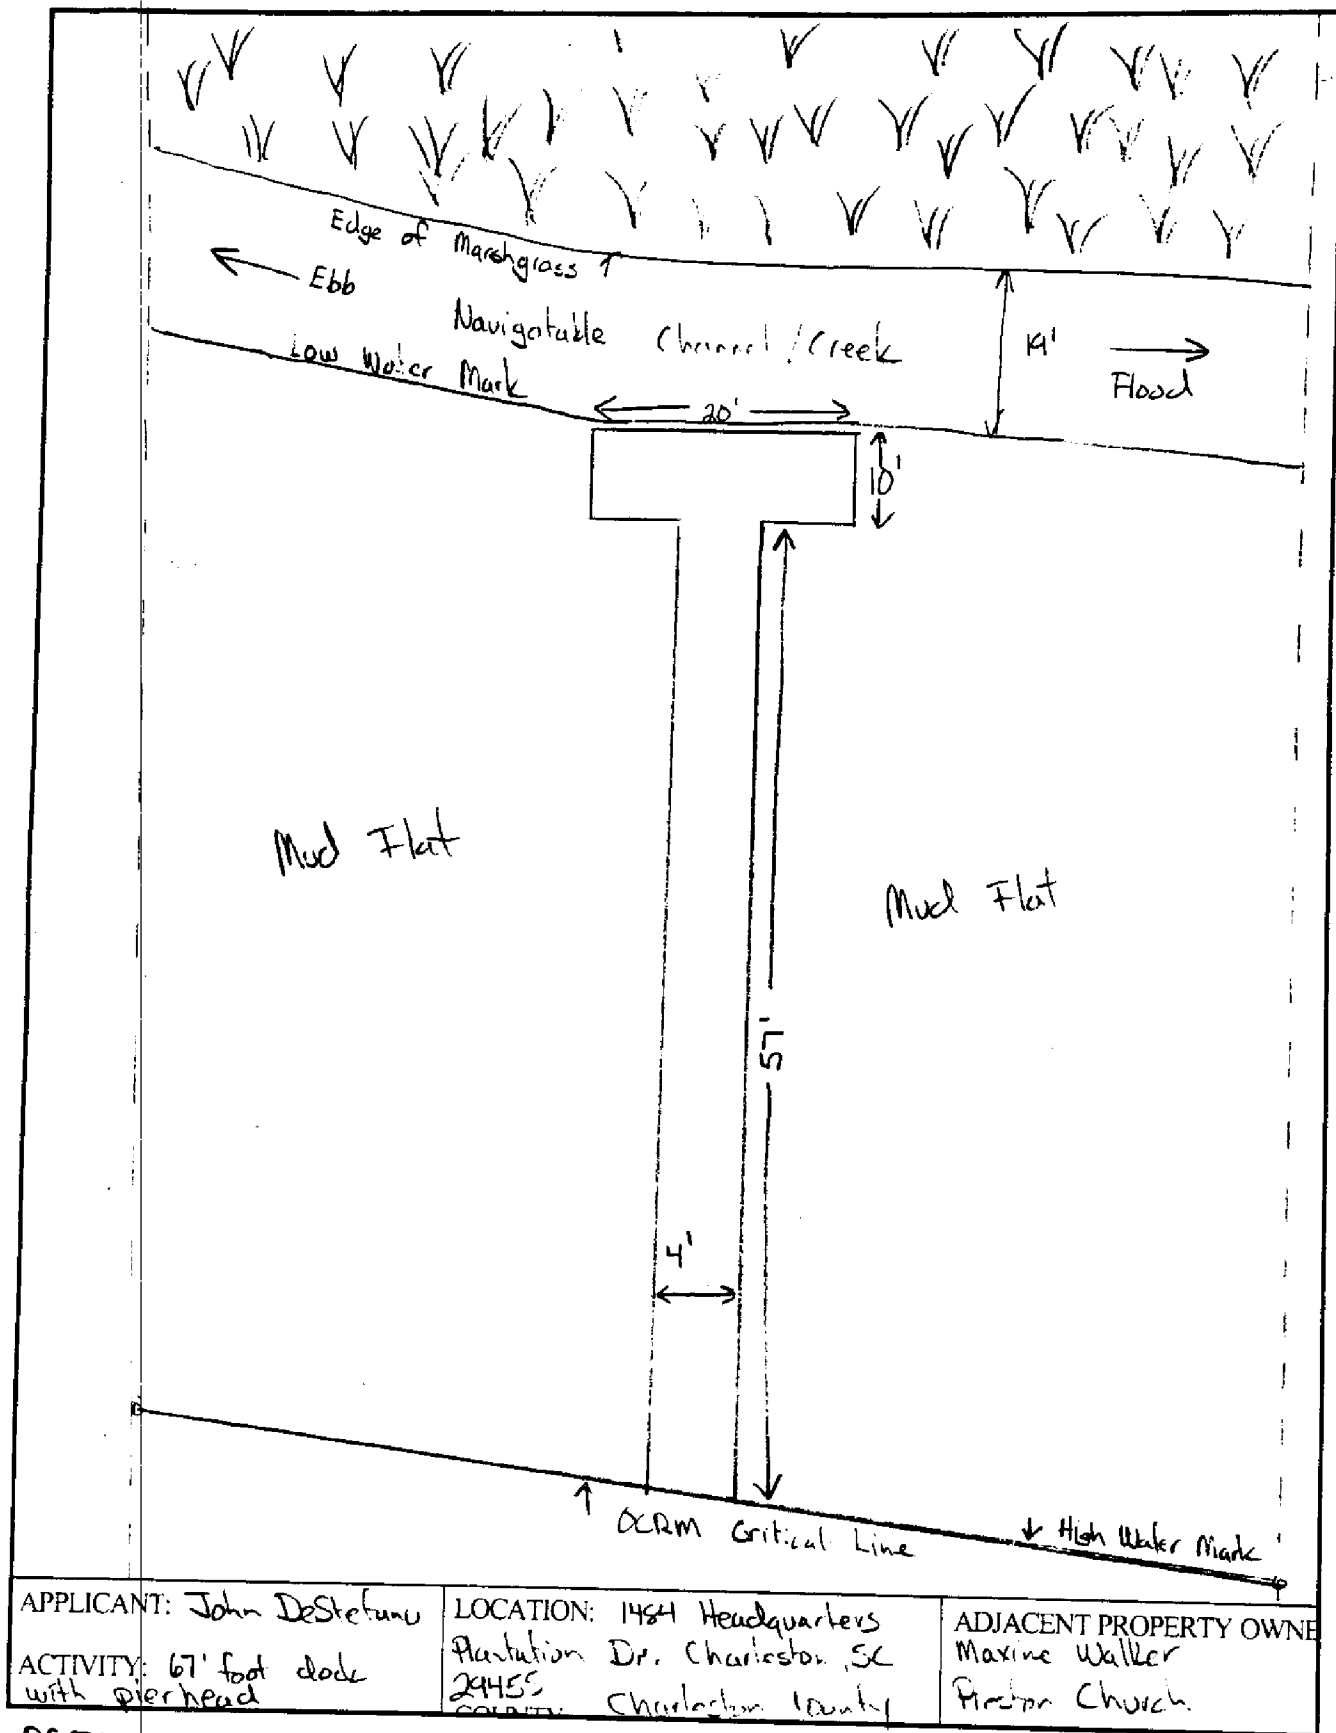 Edge of Marshgrass
Ebb
Navigatable Channel / Creek
19'
Flood
Low Water Mark
20'
10'
Mud Flat
Mud Flat
57'
4'
OCRM Critical Line
High Water Mark
APPLICANT: John DeStefano
ACTIVITY: 67' foot dock
with pierhead
LOCATION: 1484 Headquarters
Plantation Dr. Charleston, SC
29455
COUNTY: Charleston County
ADJACENT PROPERTY OWNE
Maxine Walker
Preston Church